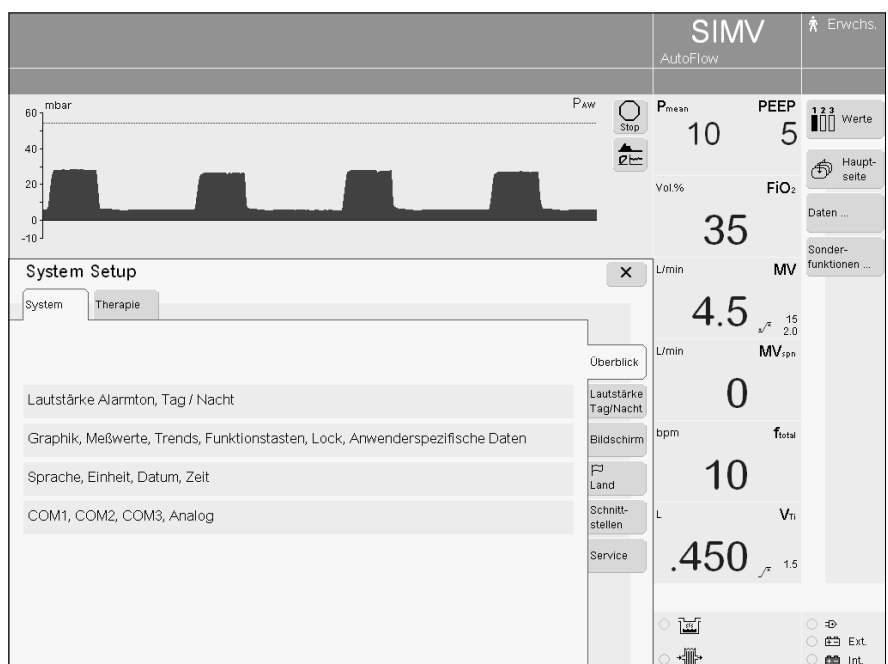 SIMV
AutoFlow
Erwchs.
mbar
PAW
60
40
20
0
-10
Stop
Pmean PEEP
10 5
Vol.% FiO2
35
L/min MV
4.5
15
2.0
L/min MVspn
0
bpm ftotal
10
L VTi
.450
1.5
1 2 3
Werte
Haupt-
seite
Daten ...
Sonder-
funktionen ...
System Setup
System Therapie
Überblick
Lautstärke Alarmton, Tag / Nacht
Graphik, Meßwerte, Trends, Funktionstasten, Lock, Anwenderspezifische Daten
Sprache, Einheit, Datum, Zeit
COM1, COM2, COM3, Analog
Lautstärke
Tag/Nacht
Bildschirm
Land
Schnitt-
stellen
Service
Ext.
Int.